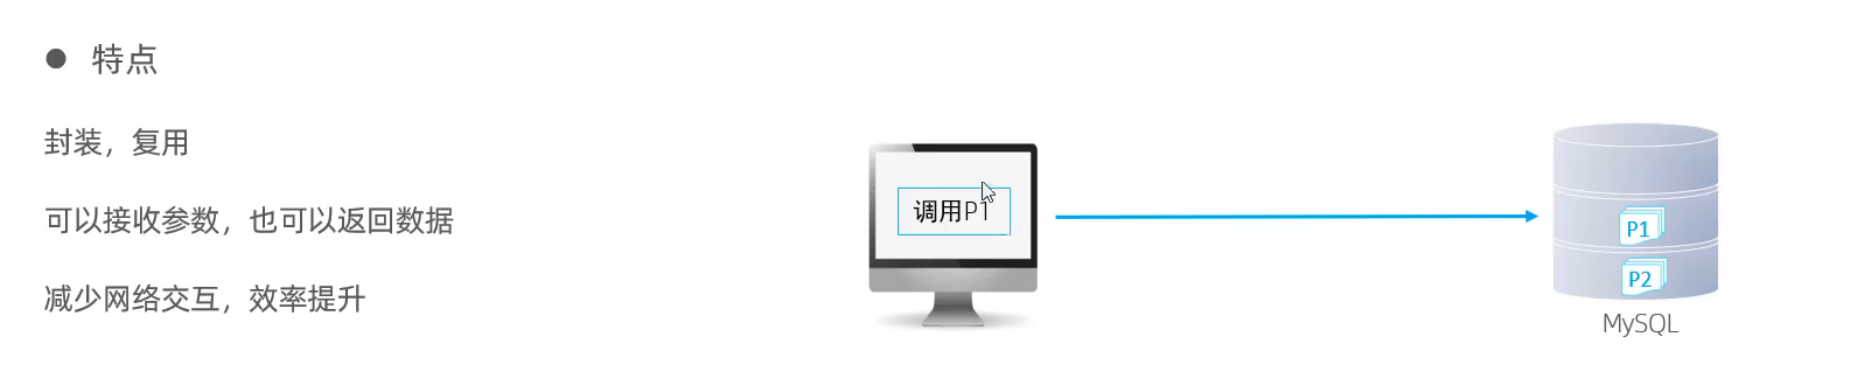 ● 特点
封装，复用
可以接收参数，也可以返回数据
减少网络交互，效率提升
调用P1
P1
P2
MySQL